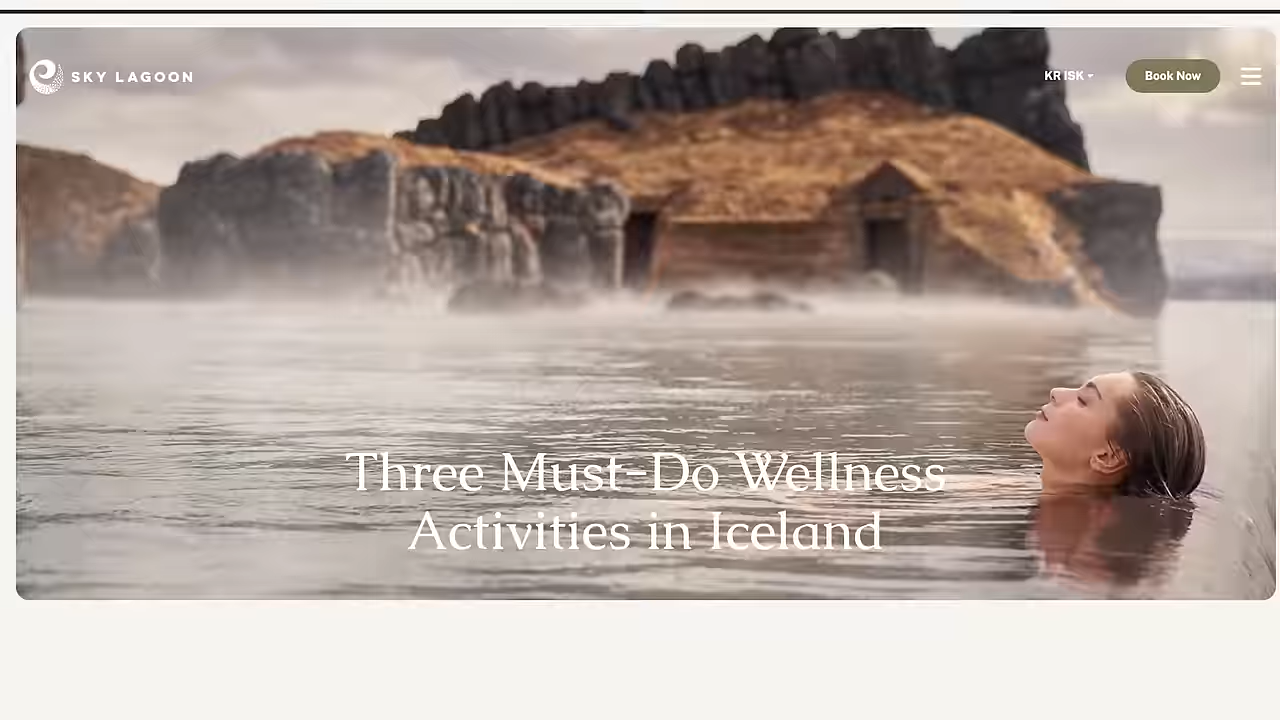 SKY LAGOON
KR ISK
Book Now
Three Must-Do Wellness
Activities in Iceland